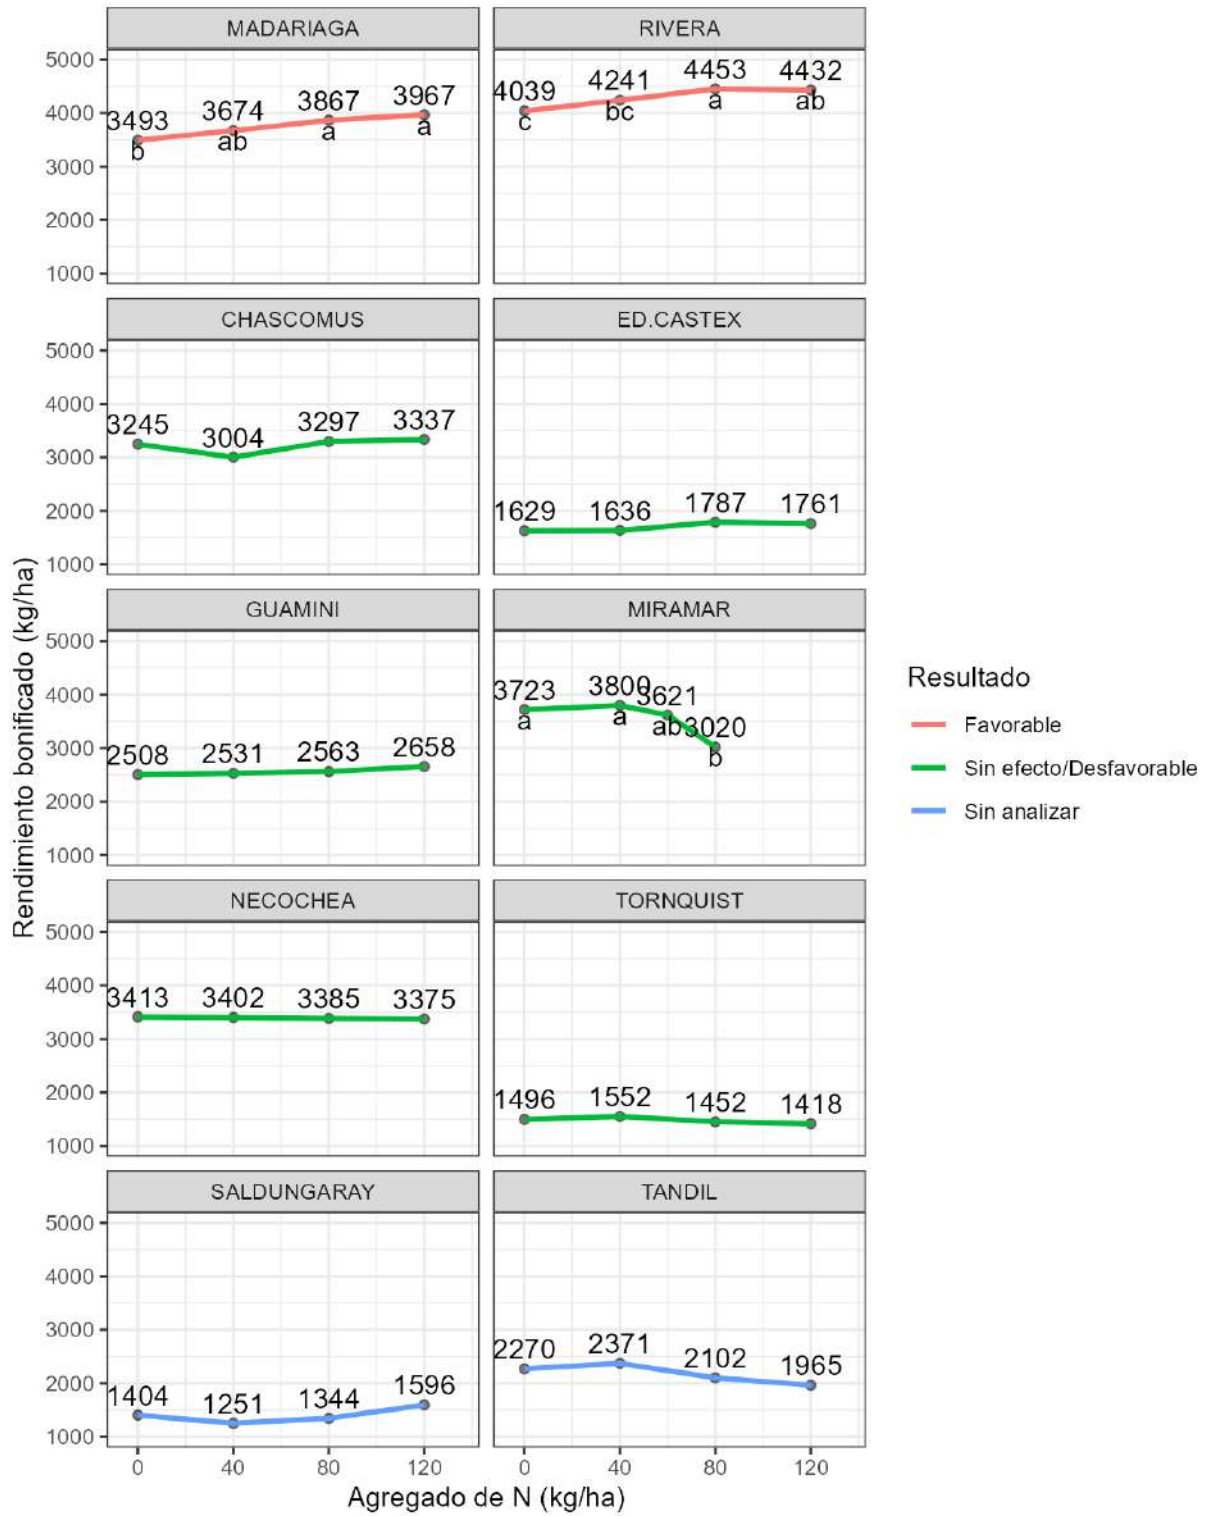 MADARIAGA
RIVERA
5000
4000
3000
2000
1000
3493 3674 3867 3967
b ab a a
4039 4241 4453 4432
c bc a ab
CHASCOMUS
ED.CASTEX
5000
4000
3000
2000
1000
3245 3004 3297 3337
1629 1636 1787 1761
GUAMINI
MIRAMAR
5000
4000
3000
2000
1000
2508 2531 2563 2658
3723 3800 3621 3020
a a ab b
NECOCHEA
TORNQUIST
5000
4000
3000
2000
1000
3413 3402 3385 3375
1496 1552 1452 1418
SALDUNGARAY
TANDIL
5000
4000
3000
2000
1000
1404 1251 1344 1596
2270 2371 2102 1965
0 40 80 120
0 40 80 120
Agregado de N (kg/ha)
Rendimiento bonificado (kg/ha)
Resultado
Favorable
Sin efecto/Desfavorable
Sin analizar